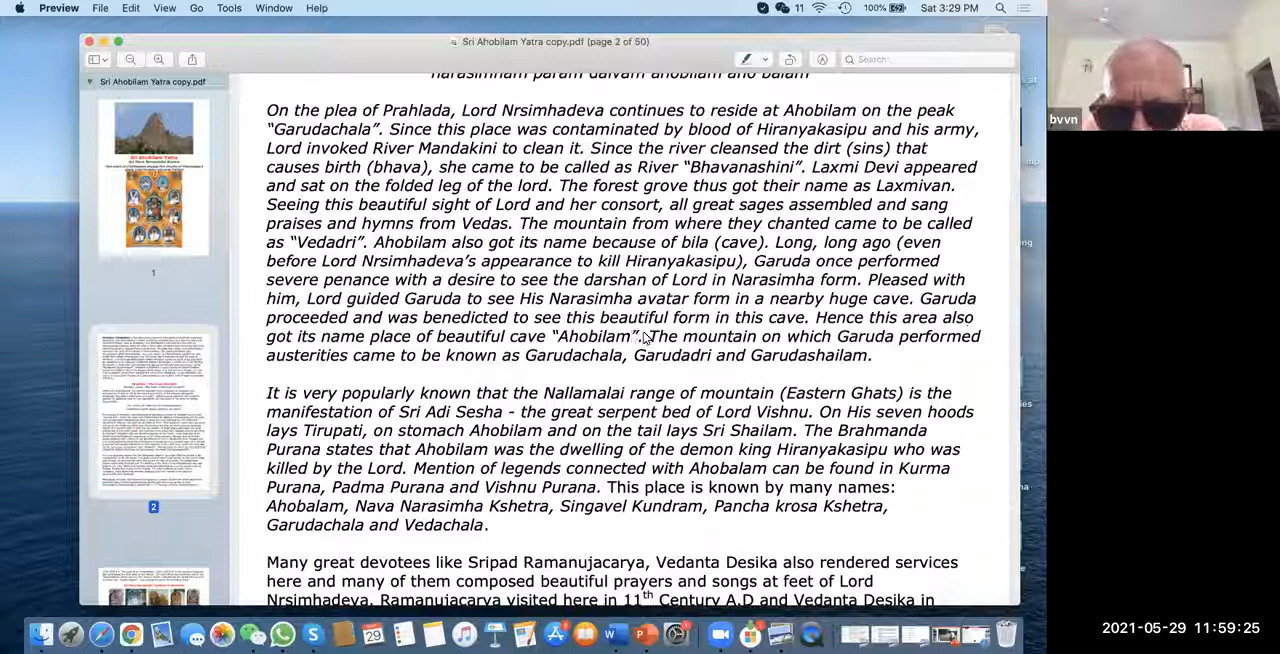 Preview File Edit View Go Tools Window Help
11 100% Sat 3:29 PM
Sri Ahobilam Yatra copy.pdf (page 2 of 50)
Search
Sri Ahobilam Yatra copy.pdf
1
2
narasimham param daivam ahobilam aho balam
On the plea of Prahlada, Lord Nrsimhadeva continues to reside at Ahobilam on the peak
“Garudachala”. Since this place was contaminated by blood of Hiranyakasipu and his army,
Lord invoked River Mandakini to clean it. Since the river cleansed the dirt (sins) that
causes birth (bhava), she came to be called as River “Bhavanashini”. Laxmi Devi appeared
and sat on the folded leg of the lord. The forest grove thus got their name as Laxmivan.
Seeing this beautiful sight of Lord and her consort, all great sages assembled and sang
praises and hymns from Vedas. The mountain from where they chanted came to be called
as “Vedadri”. Ahobilam also got its name because of bila (cave). Long, long ago (even
before Lord Nrsimhadeva’s appearance to kill Hiranyakasipu), Garuda once performed
severe penance with a desire to see the darshan of Lord in Narasimha form. Pleased with
him, Lord guided Garuda to see His Narasimha avatar form in a nearby huge cave. Garuda
proceeded and was benedicted to see this beautiful form in this cave. Hence this area also
got its name place of beautiful cave The mountain on which Garuda performed
austerities came to be known as Garudadri and Garudashailam.
It is very popularly known that the range of mountain (Eastern Ghats) is the
manifestation of Sri Adi Sesha - the great serpent bed of Lord Vishnu. On His seven hoods
lays Tirupati, on stomach Ahobilam and on tail lays Sri Shailam. The Bramhanda
Purana states that Ahobilam was the of the demon king Hiranyakasipu who was
killed by the Lord. Mention of legends connected with Ahobalam can be found in Kurma
Purana, Padma Purana and Vishnu Purana. This place is known by many names:
Ahobalam, Nava Narasimha Kshetra, Singavel Kundram, Pancha krosa Kshetra,
Garudachala and Vedachala.
Many great devotees like Sripad Ramanujacarya, Vedanta Desika also rendered services
here and many of them composed beautiful prayers and songs at feet of Lord
Nrsimhadeva. Ramanujacarya visited here in 11th Century A.D and Vedanta Desika in
bvvn
2021-05-29 11:59:25